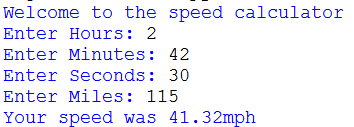 Welcome to the speed calculator
Enter Hours: 2
Enter Minutes: 42
Enter Seconds: 30
Enter Miles: 115
Your speed was 41.32mph